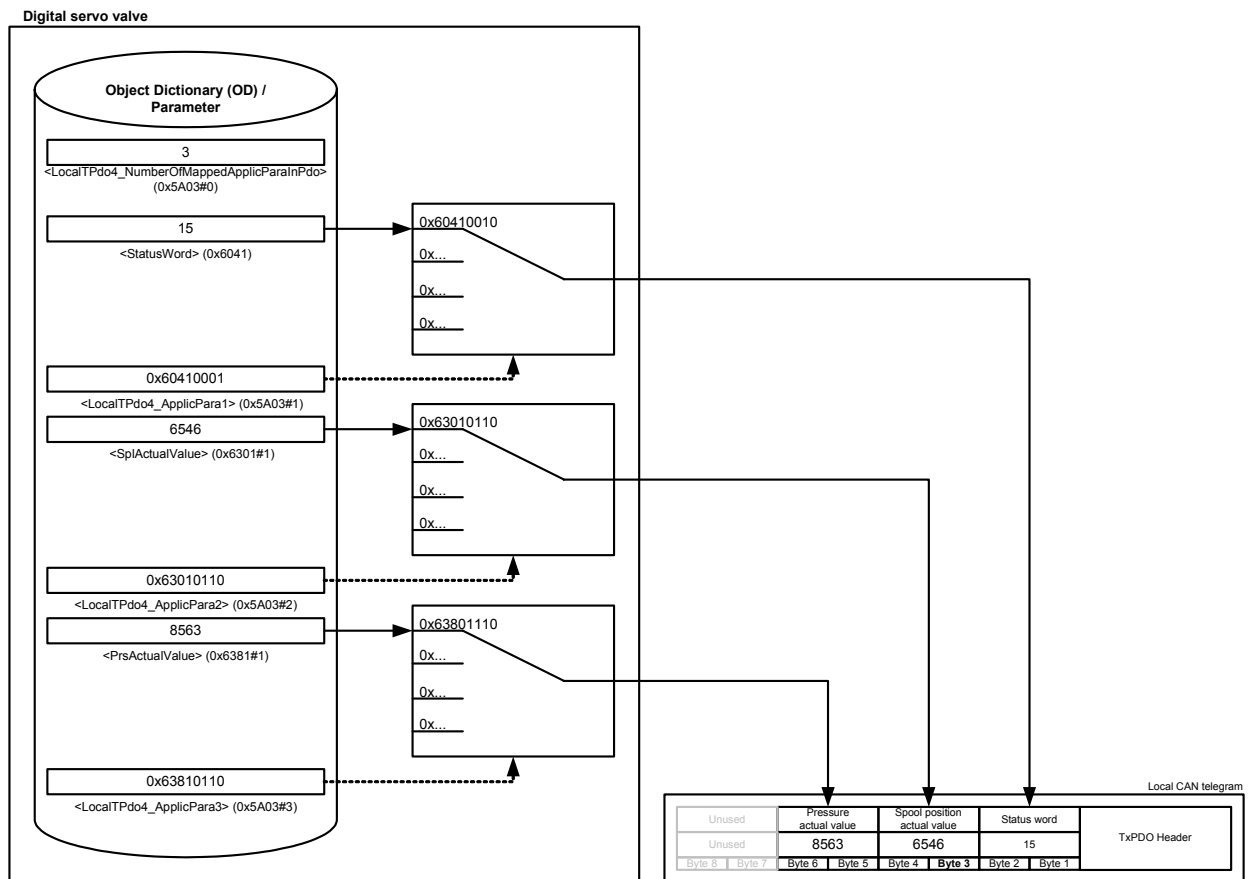 Digital servo valve
Object Dictionary (OD) /
Parameter
3
<LocalTPdo4_NumberOfMappedApplicParaInPdo>
(0x5A03#0)
15
<StatusWord> (0x6041)
0x60410010
0x...
0x...
0x...
0x60410001
<LocalTPdo4_ApplicPara1> (0x5A03#1)
6546
<SplActualValue> (0x6301#1)
0x63010110
0x...
0x...
0x...
0x63010110
<LocalTPdo4_ApplicPara2> (0x5A03#2)
8563
<PrsActualValue> (0x6381#1)
0x63801110
0x...
0x...
0x...
0x63810110
<LocalTPdo4_ApplicPara3> (0x5A03#3)
Local CAN telegram
Unused
Pressure
actual value
Spool position
actual value
Status word
TxPDO Header
Unused
8563
6546
15
Byte 8
Byte 7
Byte 6
Byte 5
Byte 4
Byte 3
Byte 2
Byte 1